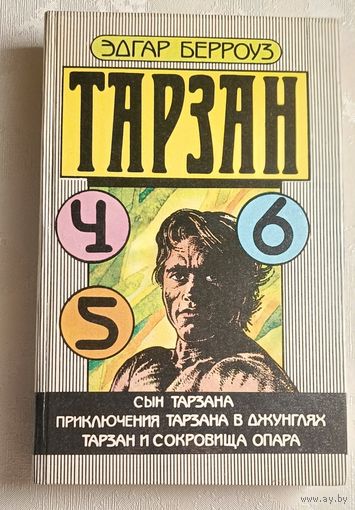 ЭДГАР БЕРРОУЗ
ТАРЗАН
4
6
5
СЫН ТАРЗАНА
ПРИКЛЮЧЕНИЯ ТАРЗАНА В ДЖУНГЛЯХ
ТАРЗАН И СОКРОВИЩА ОПАРА
www.ay.by